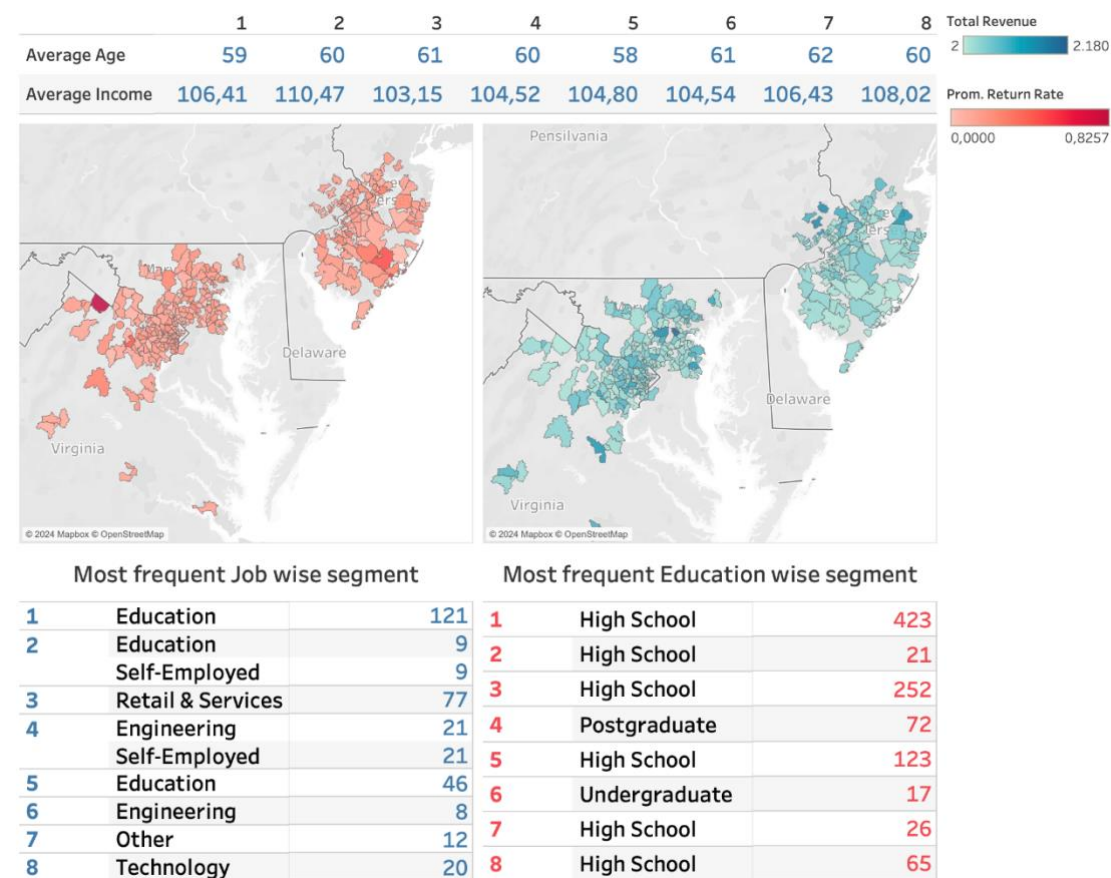 1 2 3 4 5 6 7 8
Average Age 59 60 61 60 58 61 62 60
Average Income 106,41 110,47 103,15 104,52 104,80 104,54 106,43 108,02
Total Revenue
2 2.180
Prom. Return Rate
0,0000 0,8257
Delaware
Virginia
© 2024 Mapbox © OpenStreetMap
Pensilvania
Delaware
Virginia
© 2024 Mapbox © OpenStreetMap
Most frequent Job wise segment
1 Education 121
2 Education 9
Self-Employed 9
3 Retail & Services 77
4 Engineering 21
Self-Employed 21
5 Education 46
6 Engineering 8
7 Other 12
8 Technology 20
Most frequent Education wise segment
1 High School 423
2 High School 21
3 High School 252
4 Postgraduate 72
5 High School 123
6 Undergraduate 17
7 High School 26
8 High School 65